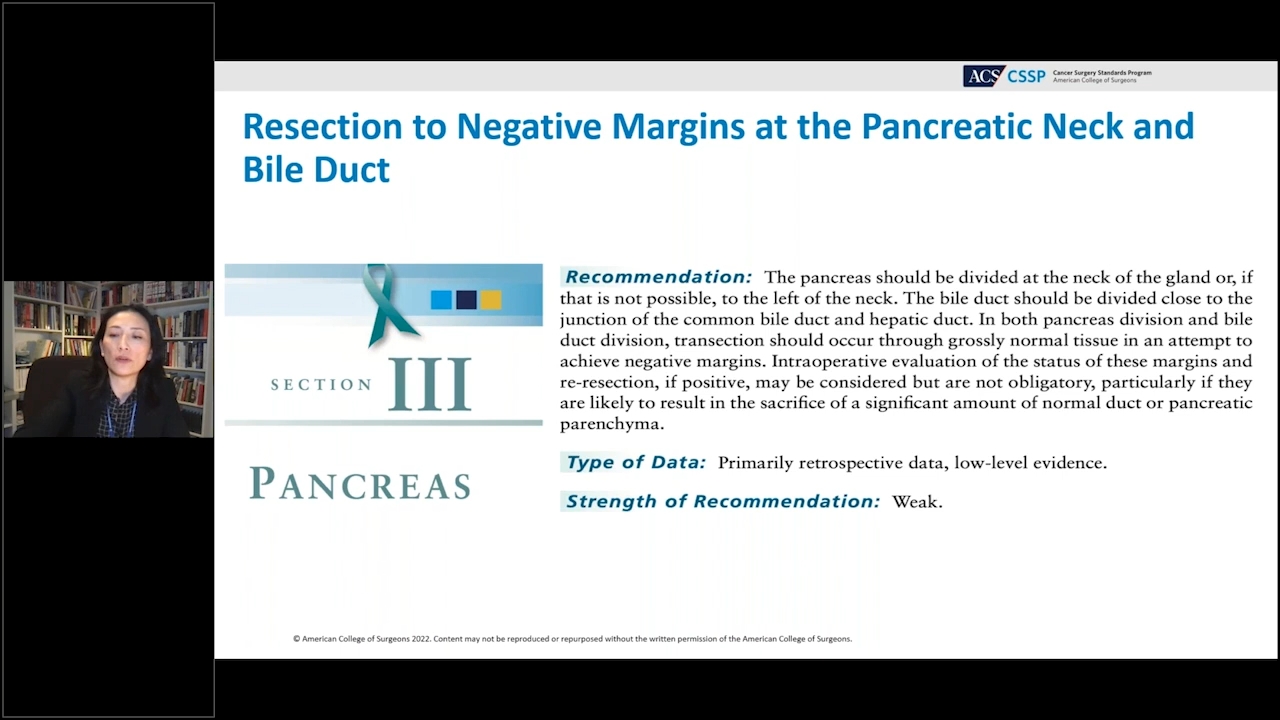 ACS CSSP Cancer Surgery Standards Program
American College of Surgeons
Resection to Negative Margins at the Pancreatic Neck and
Bile Duct
SECTION III
PANCREAS
Recommendation: The pancreas should be divided at the neck of the gland or, if
that is not possible, to the left of the neck. The bile duct should be divided close to the
junction of the common bile duct and hepatic duct. In both pancreas division and bile
duct division, transection should occur through grossly normal tissue in an attempt to
achieve negative margins. Intraoperative evaluation of the status of these margins and
re-resection, if positive, may be considered but are not obligatory, particularly if they
are likely to result in the sacrifice of a significant amount of normal duct or pancreatic
parenchyma.
Type of Data: Primarily retrospective data, low-level evidence.
Strength of Recommendation: Weak.
© American College of Surgeons 2022. Content may not be reproduced or repurposed without the written permission of the American College of Surgeons.